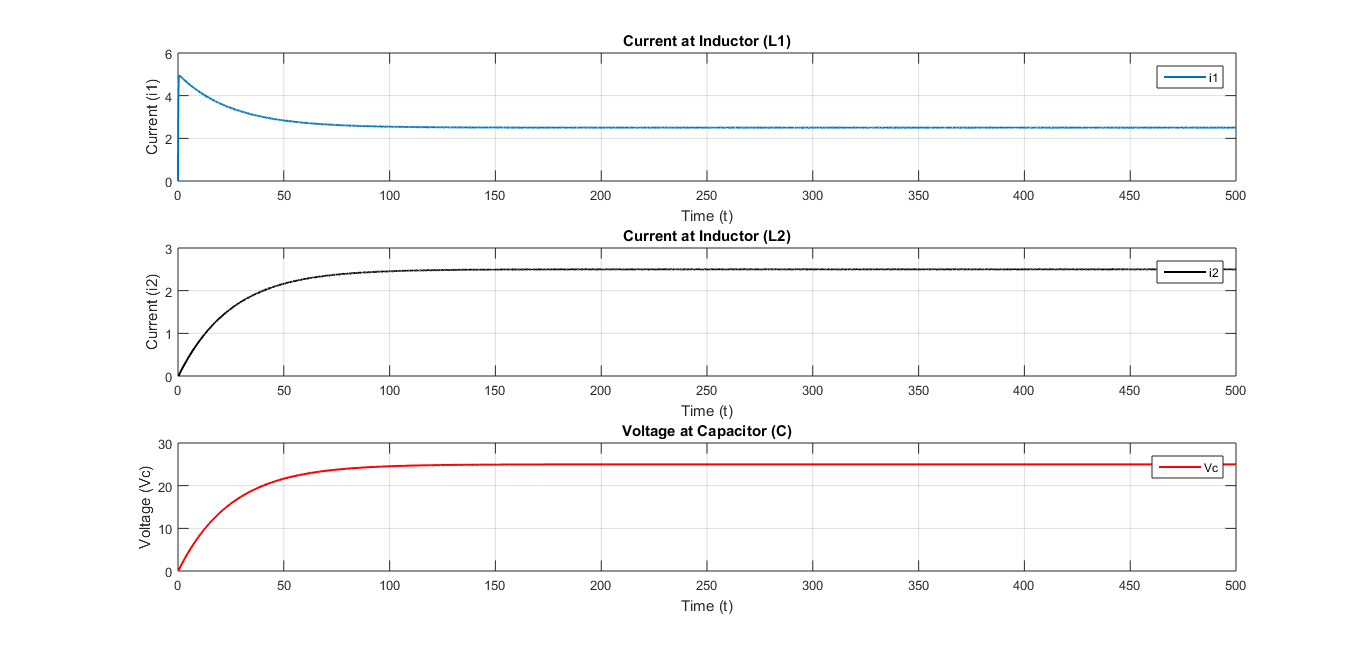 Current at Inductor (L1)
Current (i1)
6
4
2
0
i1
0 50 100 150 200 250 300 350 400 450 500
Time (t)
Current at Inductor (L2)
Current (i2)
3
2
1
0
i2
0 50 100 150 200 250 300 350 400 450 500
Time (t)
Voltage at Capacitor (C)
Voltage (Vc)
30
20
10
0
Vc
0 50 100 150 200 250 300 350 400 450 500
Time (t)